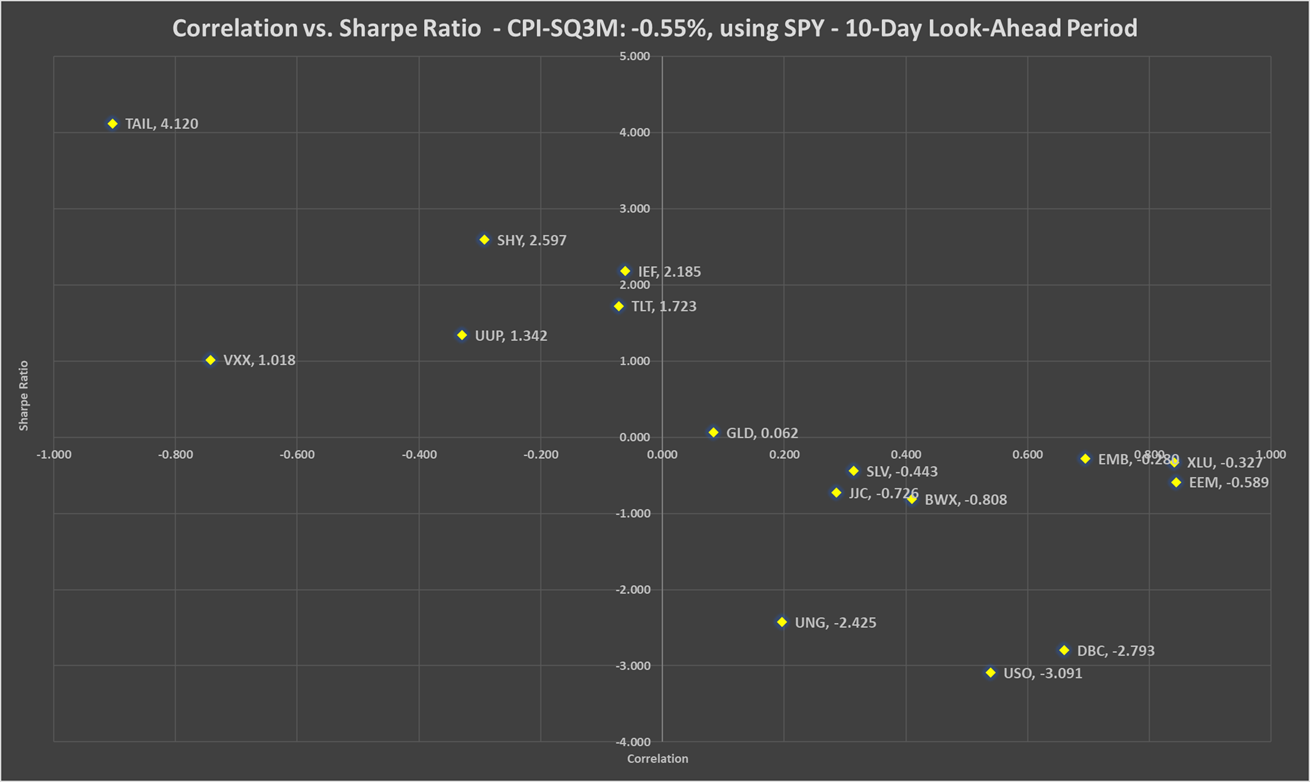 Correlation vs. Sharpe Ratio - CPI-SQ3M: -0.55%, using SPY - 10-Day Look-Ahead Period
5.000
TAIL, 4.120
4.000
3.000
SHY, 2.597
IEF, 2.185
2.000
TLT, 1.723
UUP, 1.342
VXX, 1.018
1.000
Sharpe Ratio
GLD, 0.062
0.000
-1.000 -0.800 -0.600 -0.400 -0.200 0.000 0.200 0.400 0.600 0.800 1.000
EMB,
XLU, -0.327
SLV, -0.443
EEM, -0.589
JJC, -0.726
BWX, -0.808
-1.000
-2.000
UNG, -2.425
DBC, -2.793
-3.000
USO, -3.091
-4.000
Correlation